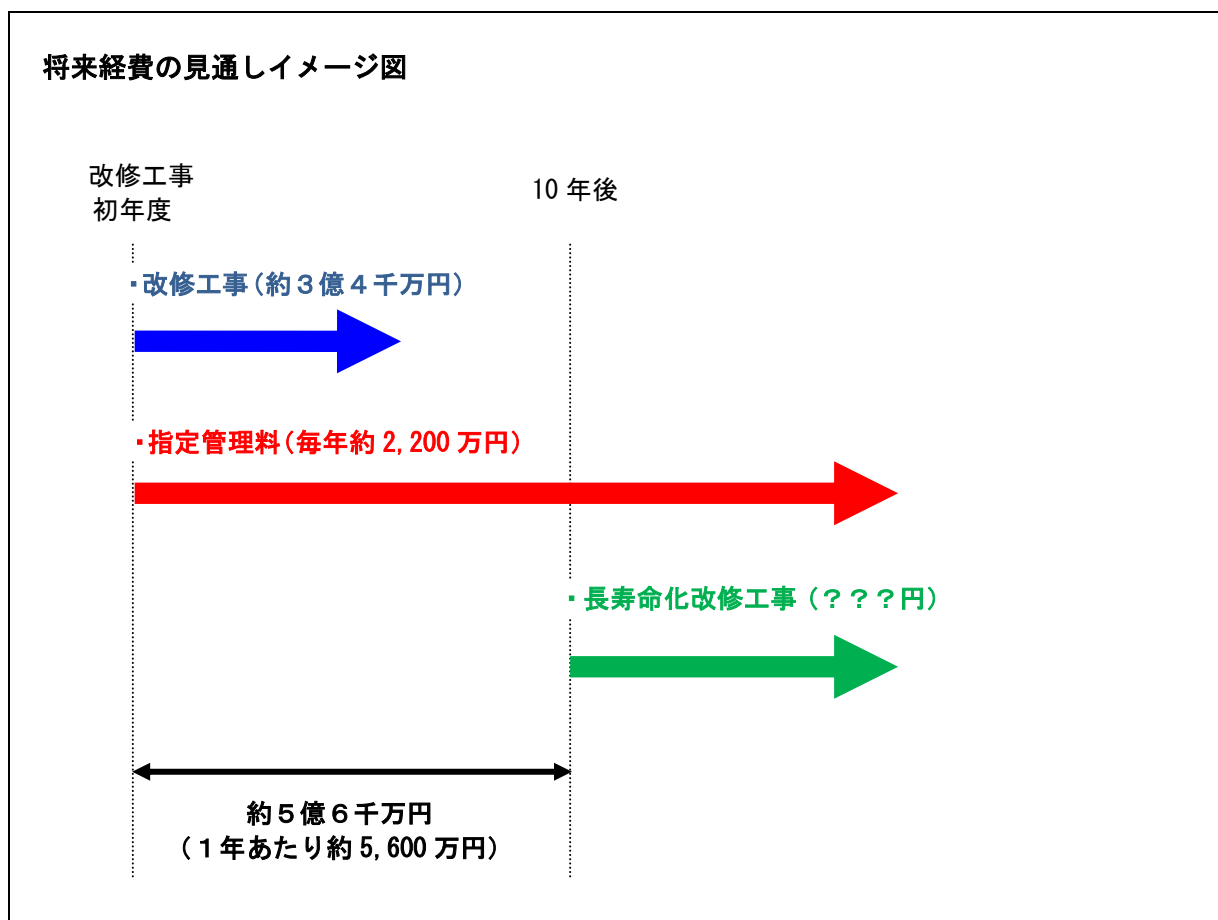 将来経費の見通しイメージ図
改修工事
初年度
10 年後
・改修工事(約３億４千万円)
・指定管理料(毎年約 2,200 万円)
・長寿命化改修工事（？？？円）
約５億６千万円
（１年あたり約 5,600 万円）